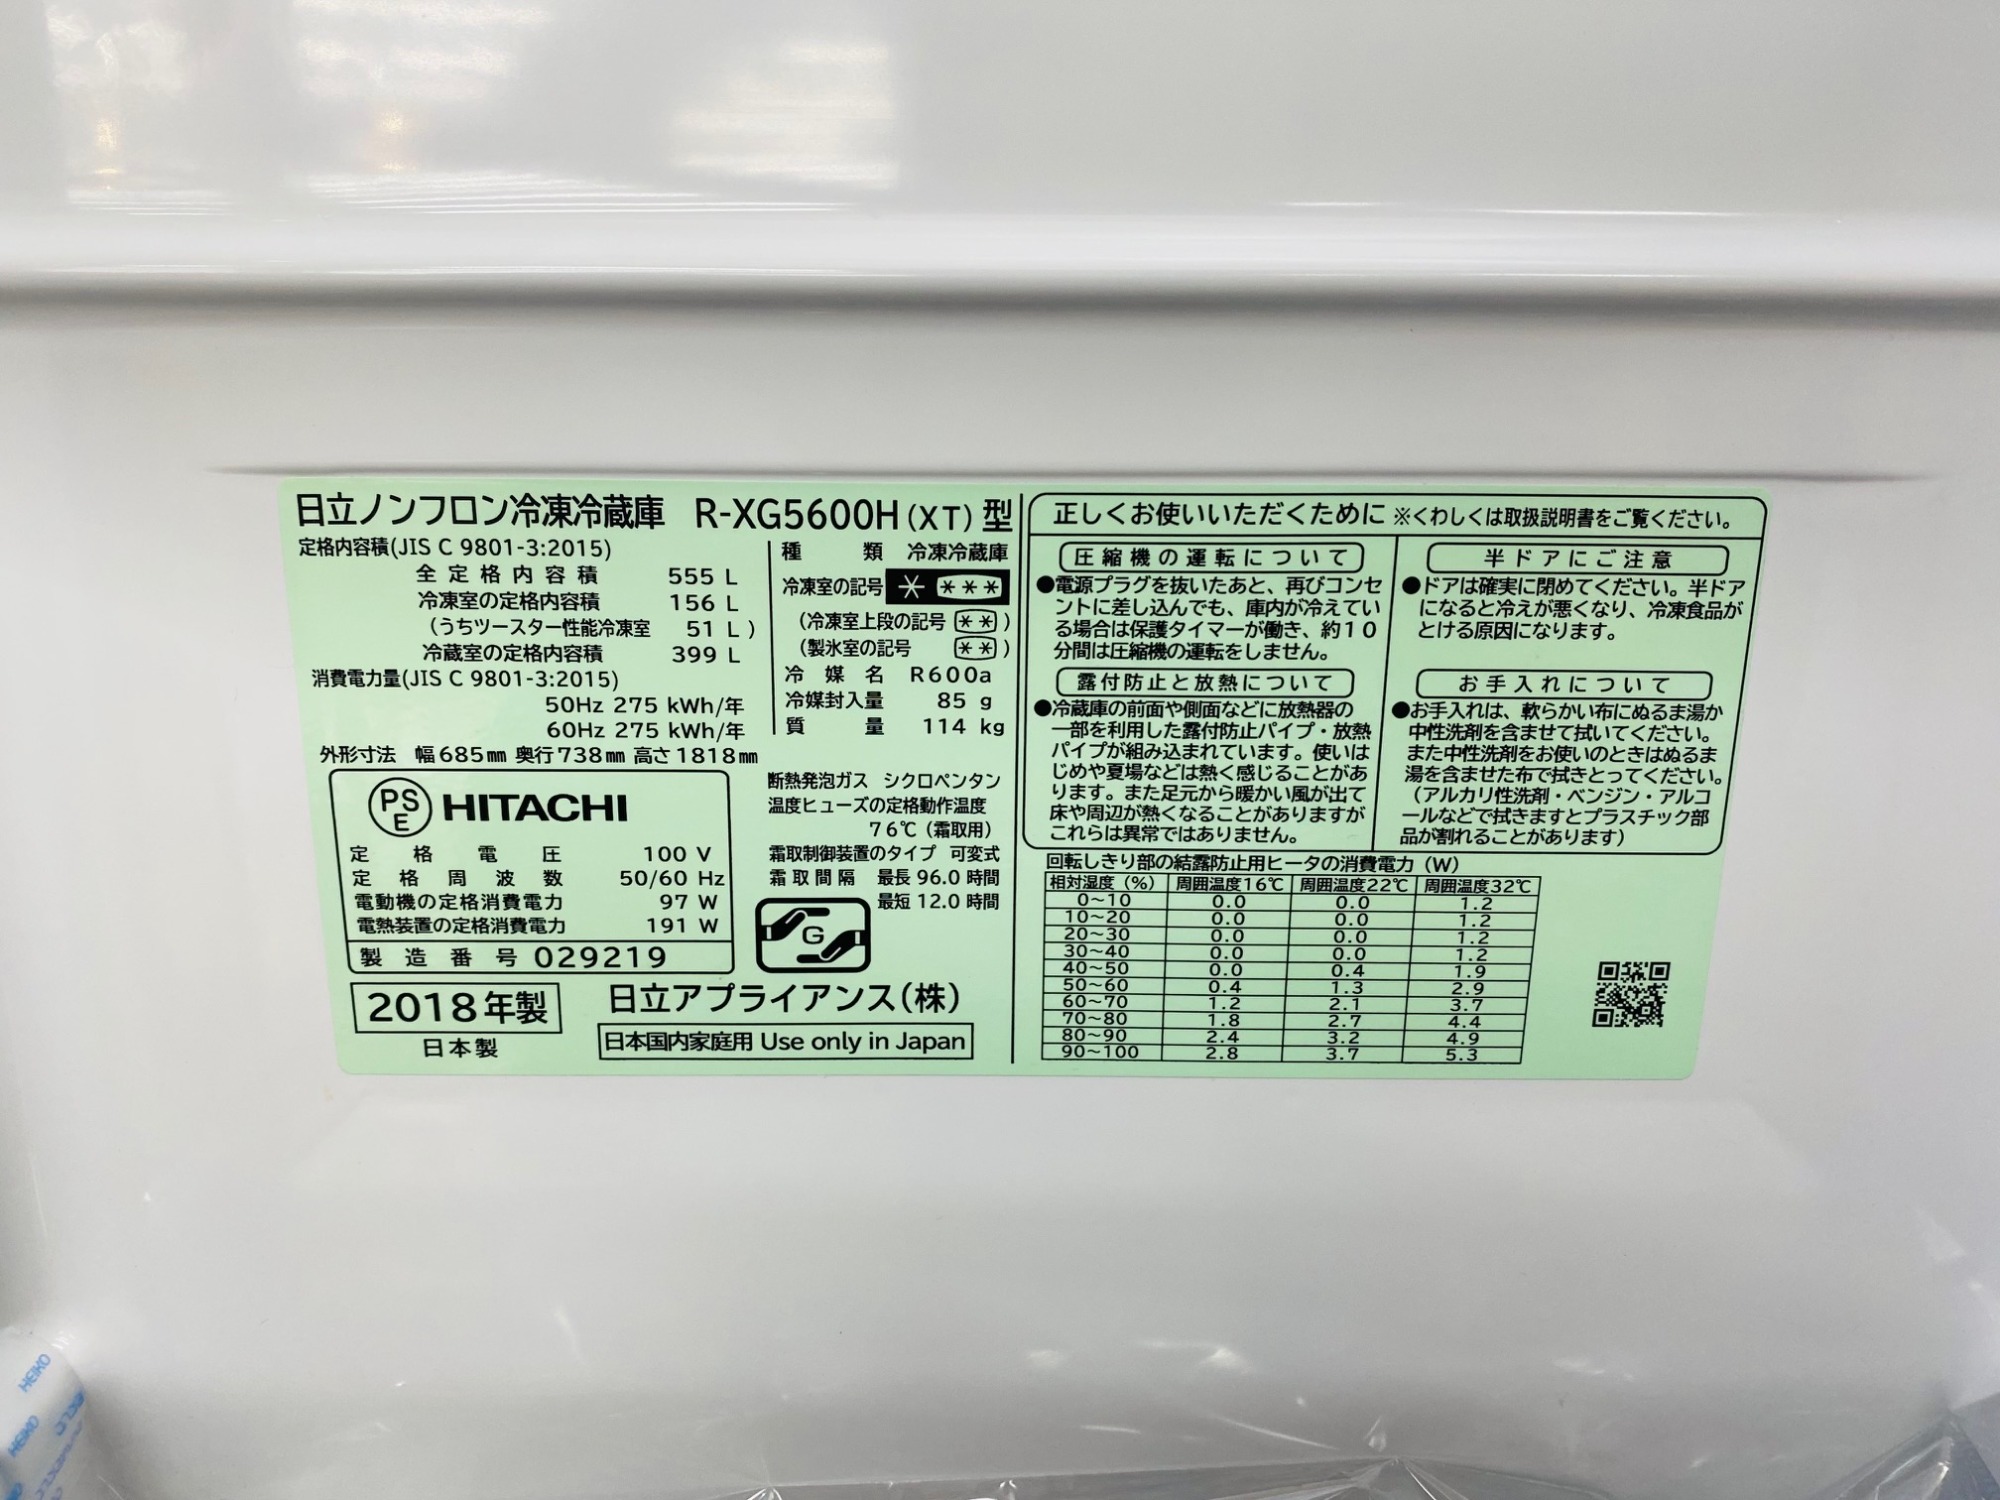 日立ノンフロン冷凍冷蔵庫 R-XG5600H(XT)型
定格内容積(JIS C 9801-3:2015)
全定格内容積 555 L
冷凍室の定格内容積 156 L
(うちツースター性能冷凍室 51 L)
冷蔵室の定格内容積 399 L
消費電力量(JIS C 9801-3:2015)
50Hz 275 kWh/年
60Hz 275 kWh/年
外形寸法 幅685mm 奥行738mm 高さ1818mm
種類 冷凍冷蔵庫
冷凍室の記号 * ***
(冷凍室上段の記号 **)
(製氷室の記号 **)
冷媒名 R600a
冷媒封入量 85 g
質量 114 kg
PSE HITACHI
定格電圧 100 V
定格周波数 50/60 Hz
電動機の定格消費電力 97 W
電熱装置の定格消費電力 191 W
製造番号 029219
断熱発泡ガス シクロペンタン
温度ヒューズの定格動作温度
76℃(霜取用)
霜取制御装置のタイプ 可変式
霜取間隔 最長 96.0 時間
最短 12.0 時間
G
2018年製
日本製
日立アプライアンス(株)
日本国内家庭用 Use only in Japan
正しくお使いいただくために ※くわしくは取扱説明書をご覧ください。
圧縮機の運転について
●電源プラグを抜いたあと、再びコンセ
ントに差し込んでも、庫内が冷えてい
る場合は保護タイマーが働き、約10
分間は圧縮機の運転をしません。
露付防止と放熱について
●冷蔵庫の前面や側面などに放熱器の
一部を利用した露付防止パイプ・放熱
パイプが組み込まれています。使いは
じめや夏場などは熱く感じることがあ
ります。また足元から暖かい風が出て
床や周辺が熱くなることがありますが
これらは異常ではありません。
半ドアにご注意
●ドアは確実に閉めてください。半ドア
になると冷えが悪くなり、冷凍食品が
とける原因になります。
お手入れについて
●お手入れは、軟らかい布にぬるま湯か
中性洗剤を含ませて拭いてください。
また中性洗剤をお使いのときはぬるま
湯を含ませた布で拭きとってください。
(アルカリ性洗剤・ベンジン・アルコ
ールなどで拭きますとプラスチック部
品が割れることがあります)
回転しきり部の結露防止用ヒータの消費電力(W)
相対湿度(%) 周囲温度16℃ 周囲温度22℃ 周囲温度32℃
0~10 0.0 0.0 1.2
10~20 0.0 0.0 1.2
20~30 0.0 0.0 1.2
30~40 0.0 0.0 1.2
40~50 0.0 0.4 1.9
50~60 0.4 1.3 2.9
60~70 1.2 2.1 3.7
70~80 1.8 2.7 4.4
80~90 2.4 3.2 4.9
90~100 2.8 3.7 5.3
HEIKO
HEIKO